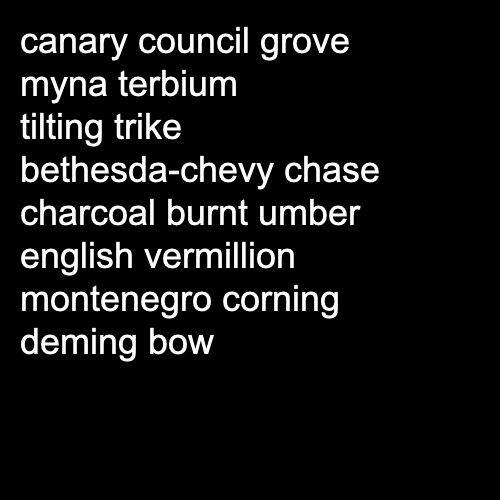 canary council grove
myna terbium
tilting trike
bethesda-chevy chase
charcoal burnt umber
english vermillion
montenegro corning
deming bow